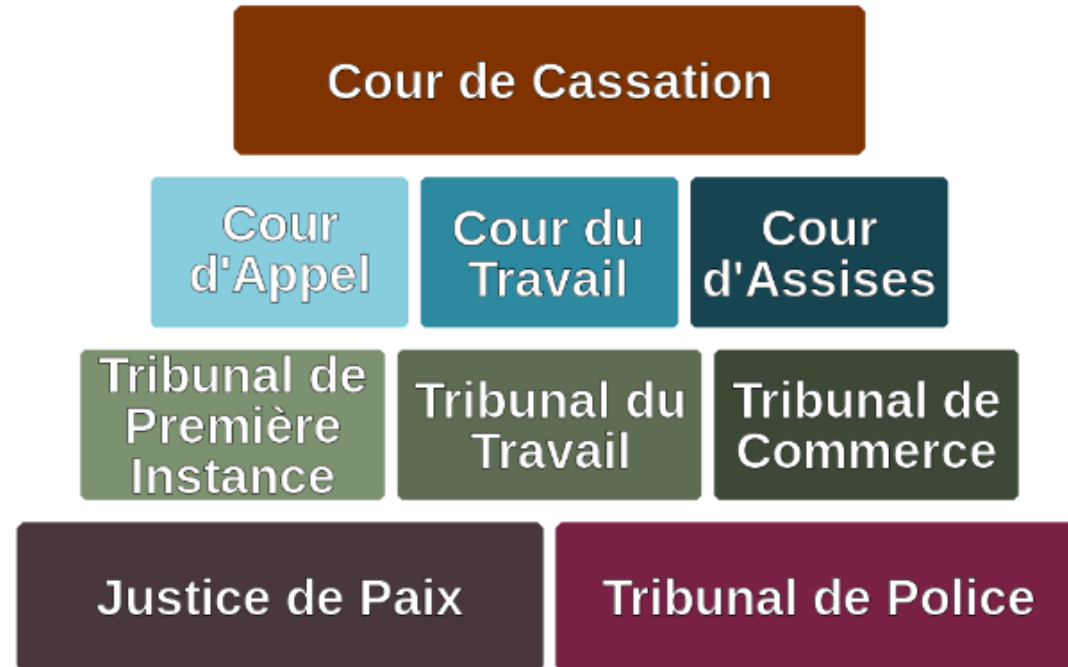 Cour de Cassation
Cour
d'Appel
Cour du
Travail
Cour
d'Assises
Tribunal de
Première
Instance
Tribunal du
Travail
Tribunal de
Commerce
Justice de Paix
Tribunal de Police